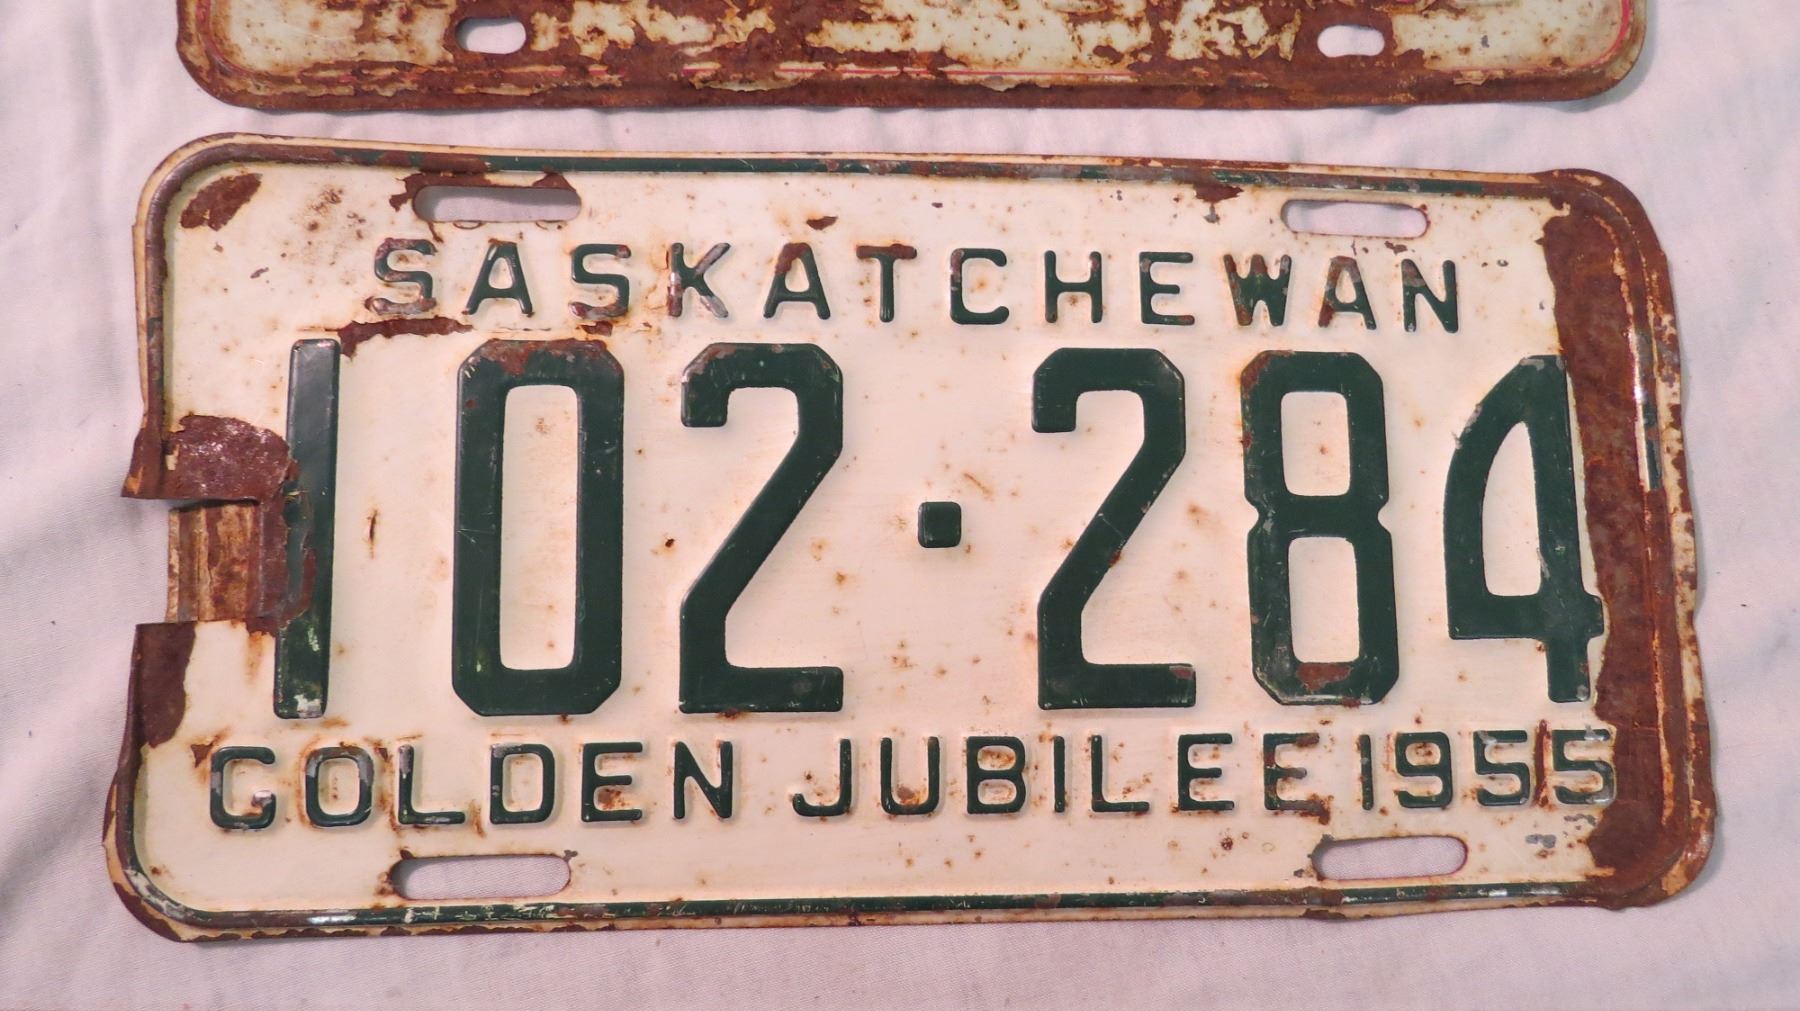 SASKATCHEWAN
102·284
GOLDEN JUBILEE 1955